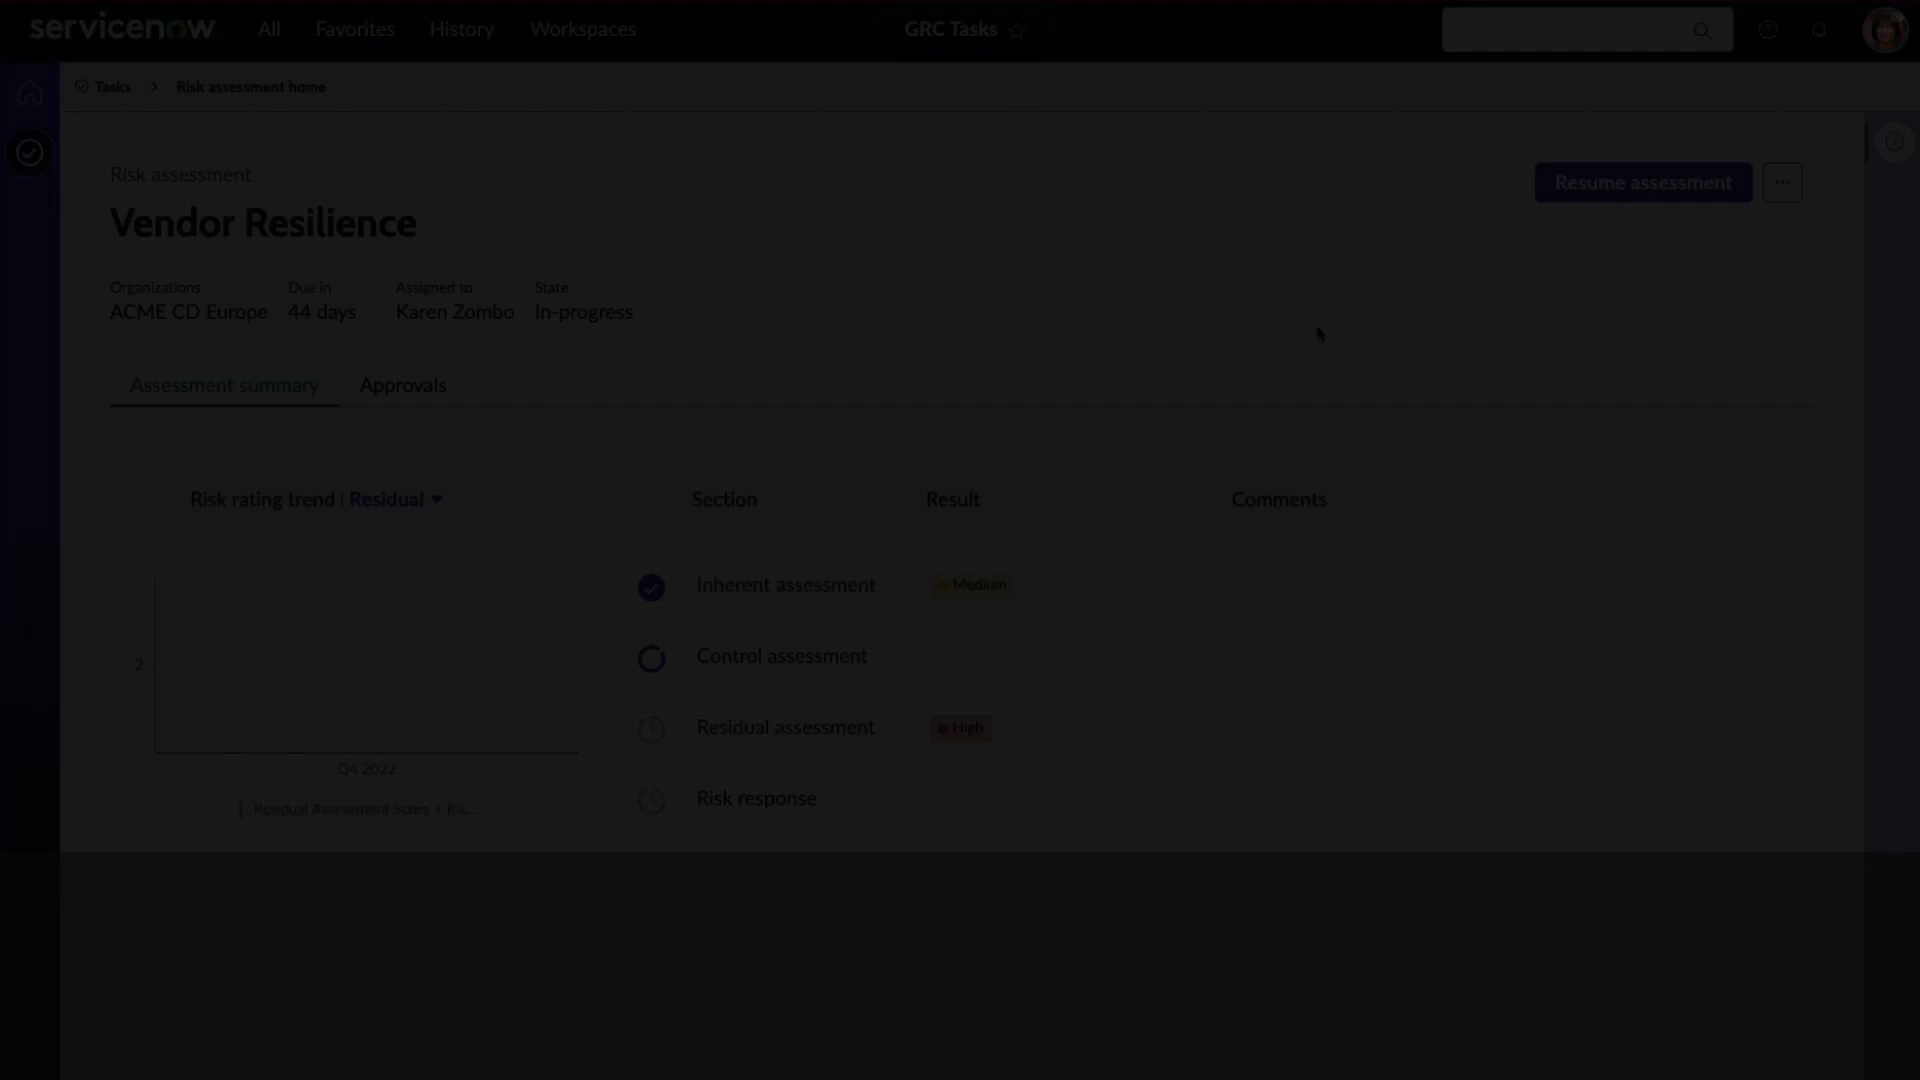 servicenow All Favorites History Workspaces GRC Tasks
Tasks > Risk assessment home
Risk assessment
Resume assessment ...
Vendor Resilience
Organizations Due in Assigned to State
ACME CD Europe 44 days Karen Zombo In-progress
Assessment summary Approvals
Risk rating trend | Residual Section Result Comments
Inherent assessment Medium
2
Control assessment
Residual assessment High
Q4 2022
Risk response
Residual Assessment Score > Ris...